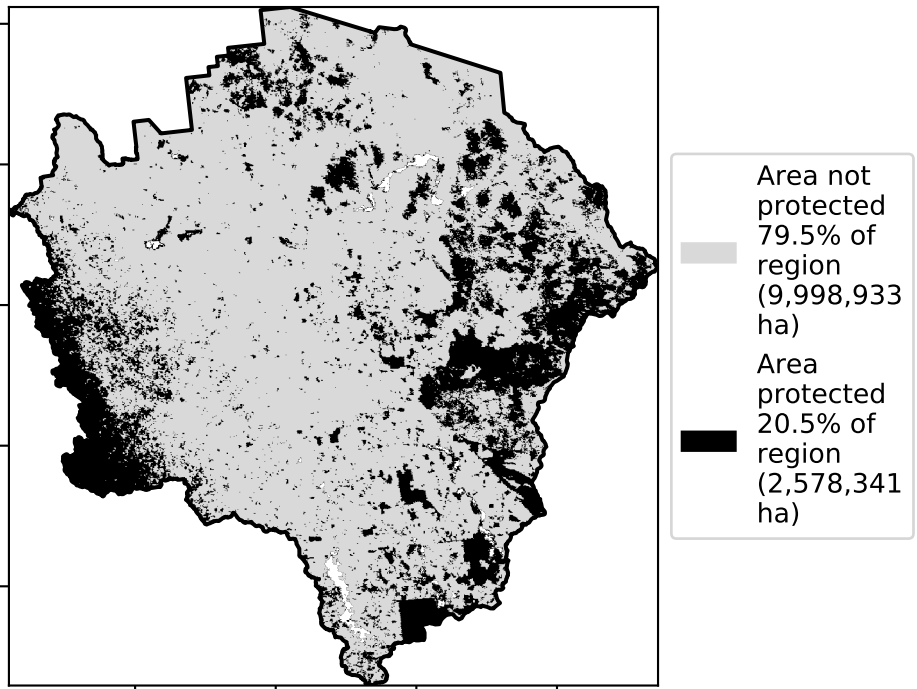 Area not
protected
79.5% of
region
(9,998,933
ha)
Area
protected
20.5% of
region
(2,578,341
ha)